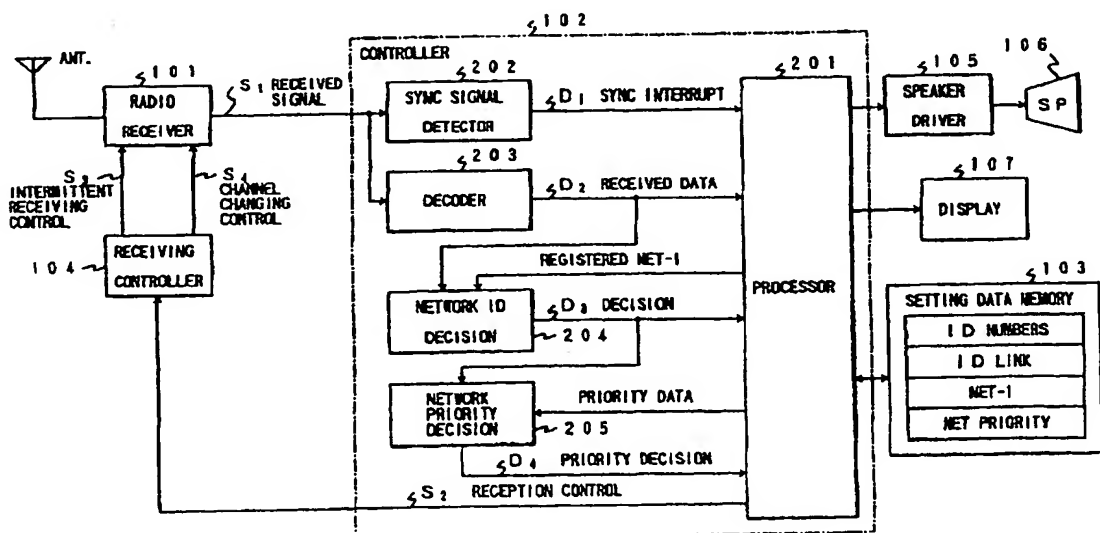 102
ANT.
CONTROLLER
101
RADIO
RECEIVER
S1 RECEIVED
SIGNAL
202
SYNC SIGNAL
DETECTOR
D1 SYNC INTERRUPT
201
105
SPEAKER
DRIVER
106
SP
203
DECODER
D2 RECEIVED DATA
107
DISPLAY
S3
INTERMITTENT
RECEIVING
CONTROL
S4
CHANNEL
CHANGING
CONTROL
104
RECEIVING
CONTROLLER
REGISTERED NET-1
PROCESSOR
NETWORK ID
DECISION
D3 DECISION
204
103
SETTING DATA MEMORY
ID NUMBERS
ID LINK
NET-1
NET PRIORITY
NETWORK
PRIORITY
DECISION
PRIORITY DATA
205
D4 PRIORITY DECISION
S2 RECEPTION CONTROL